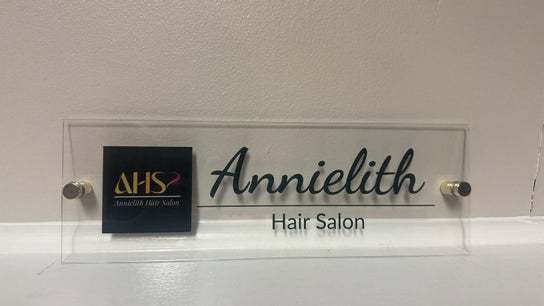 AHS
Annielith Hair Salon
Annielith
Hair Salon